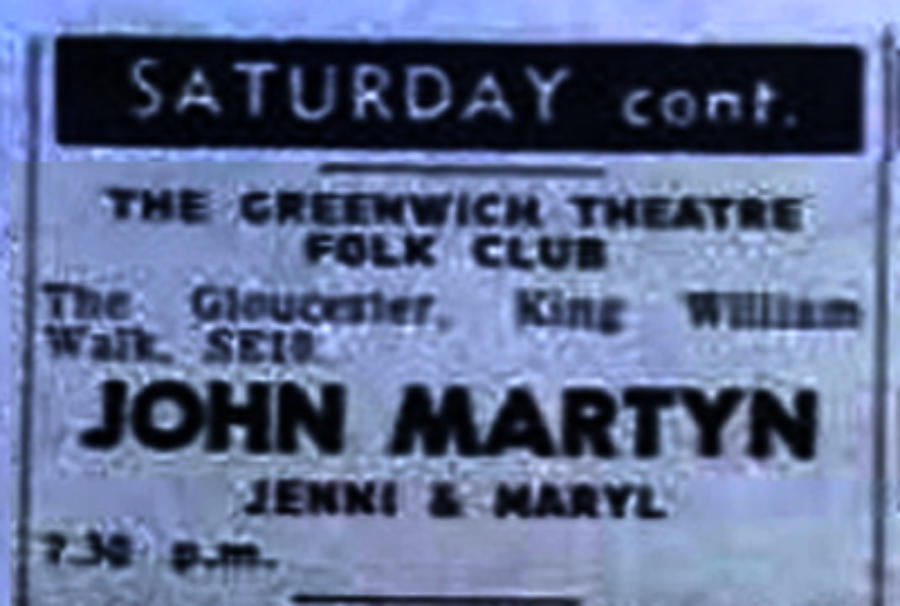 SATURDAY cont.
THE GREENWICH THEATRE
FOLK CLUB
The Gloucester, King William
Walk, SE10
JOHN MARTYN
JENNI & MARYL
7.30 p.m.